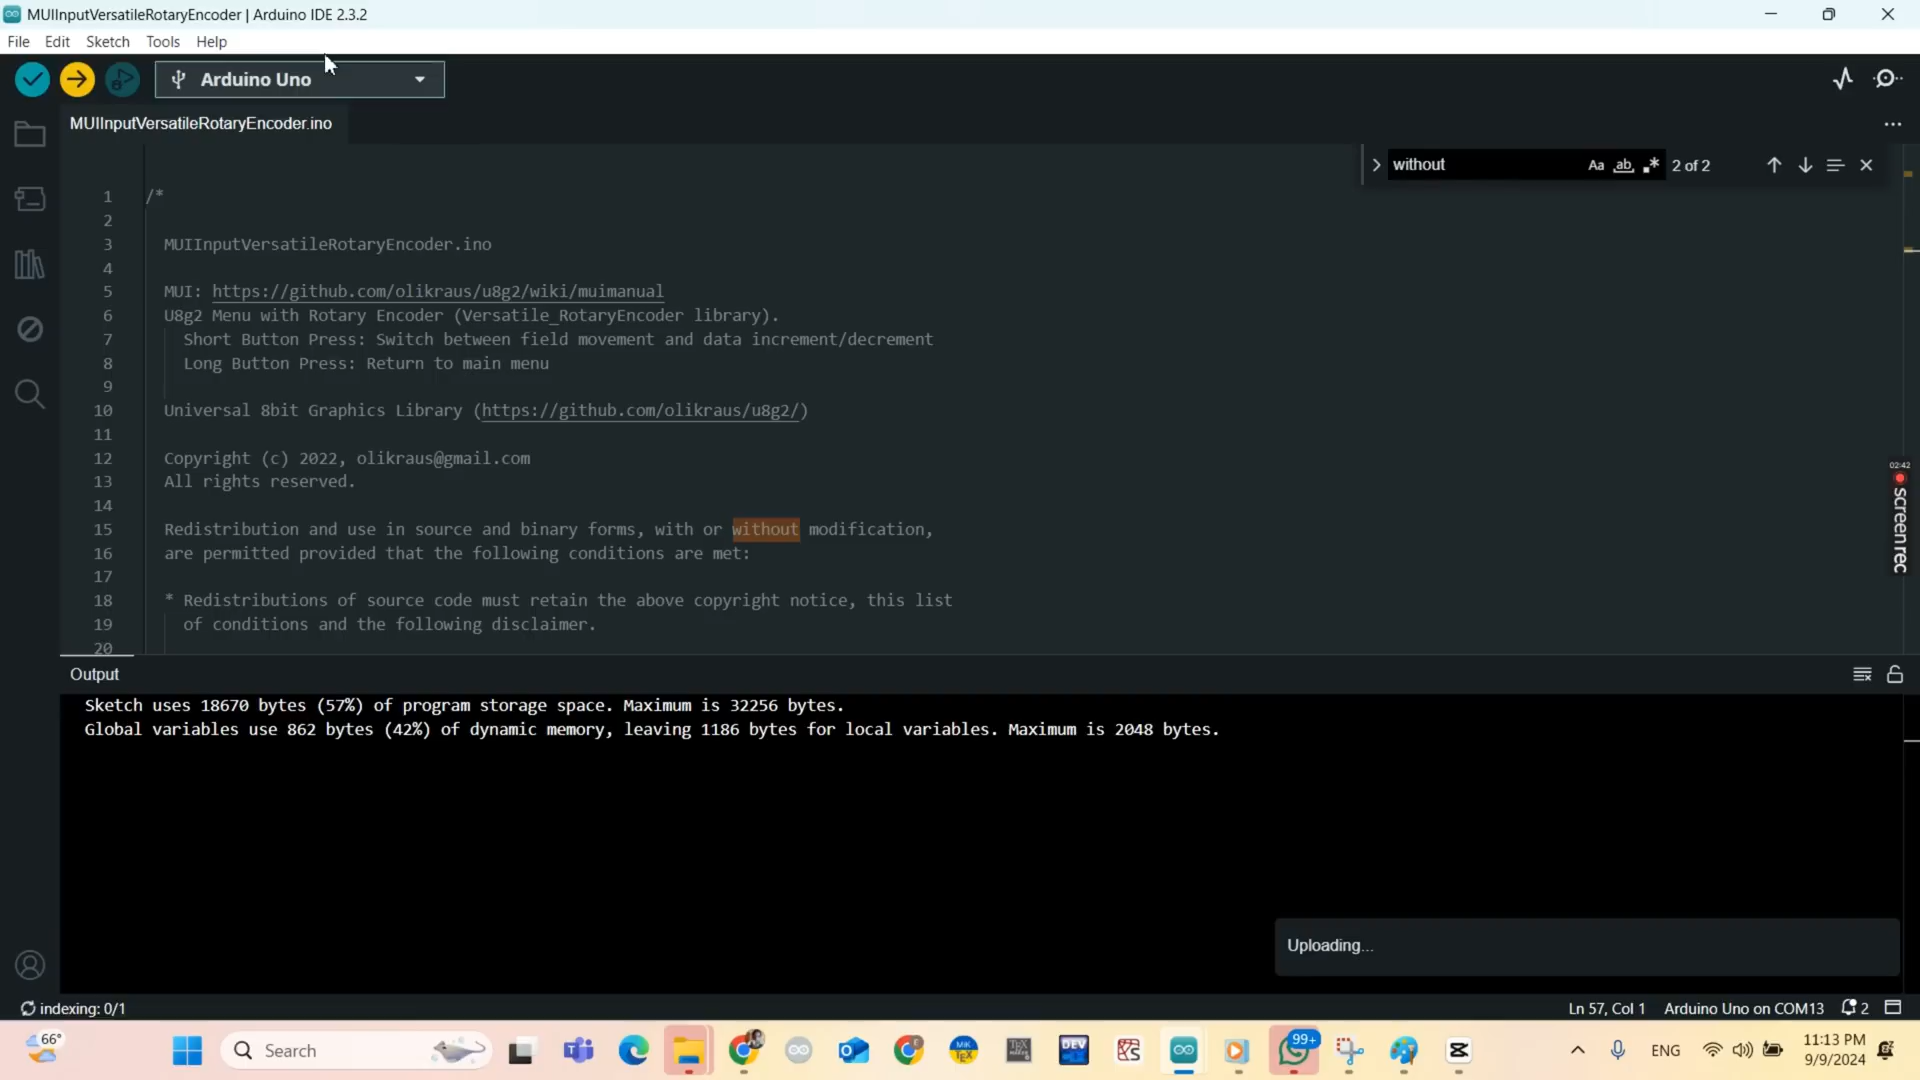 MUIInputVersatileRotaryEncoder | Arduino IDE 2.3.2
File Edit Sketch Tools Help
Arduino Uno
MUIInputVersatileRotaryEncoder.ino
without Aa ab 2 of 2
1 /*
2
3 MUIInputVersatileRotaryEncoder.ino
4
5 MUI: https://github.com/olikraus/u8g2/wiki/muimanual
6 U8g2 Menu with Rotary Encoder (Versatile_RotaryEncoder library).
7 Short Button Press: Switch between field movement and data increment/decrement
8 Long Button Press: Return to main menu
9
10 Universal 8bit Graphics Library (https://github.com/olikraus/u8g2/)
11
12 Copyright (c) 2022, olikraus@gmail.com
13 All rights reserved.
14
15 Redistribution and use in source and binary forms, with or without modification,
16 are permitted provided that the following conditions are met:
17
18 * Redistributions of source code must retain the above copyright notice, this list
19 of conditions and the following disclaimer.
20
02:42
screenrec
Output
Sketch uses 18670 bytes (57%) of program storage space. Maximum is 32256 bytes.
Global variables use 862 bytes (42%) of dynamic memory, leaving 1186 bytes for local variables. Maximum is 2048 bytes.
Uploading...
indexing: 0/1
Ln 57, Col 1 Arduino Uno on COM13 2
66°
Search
DEV
99+
ENG
11:13 PM
9/9/2024